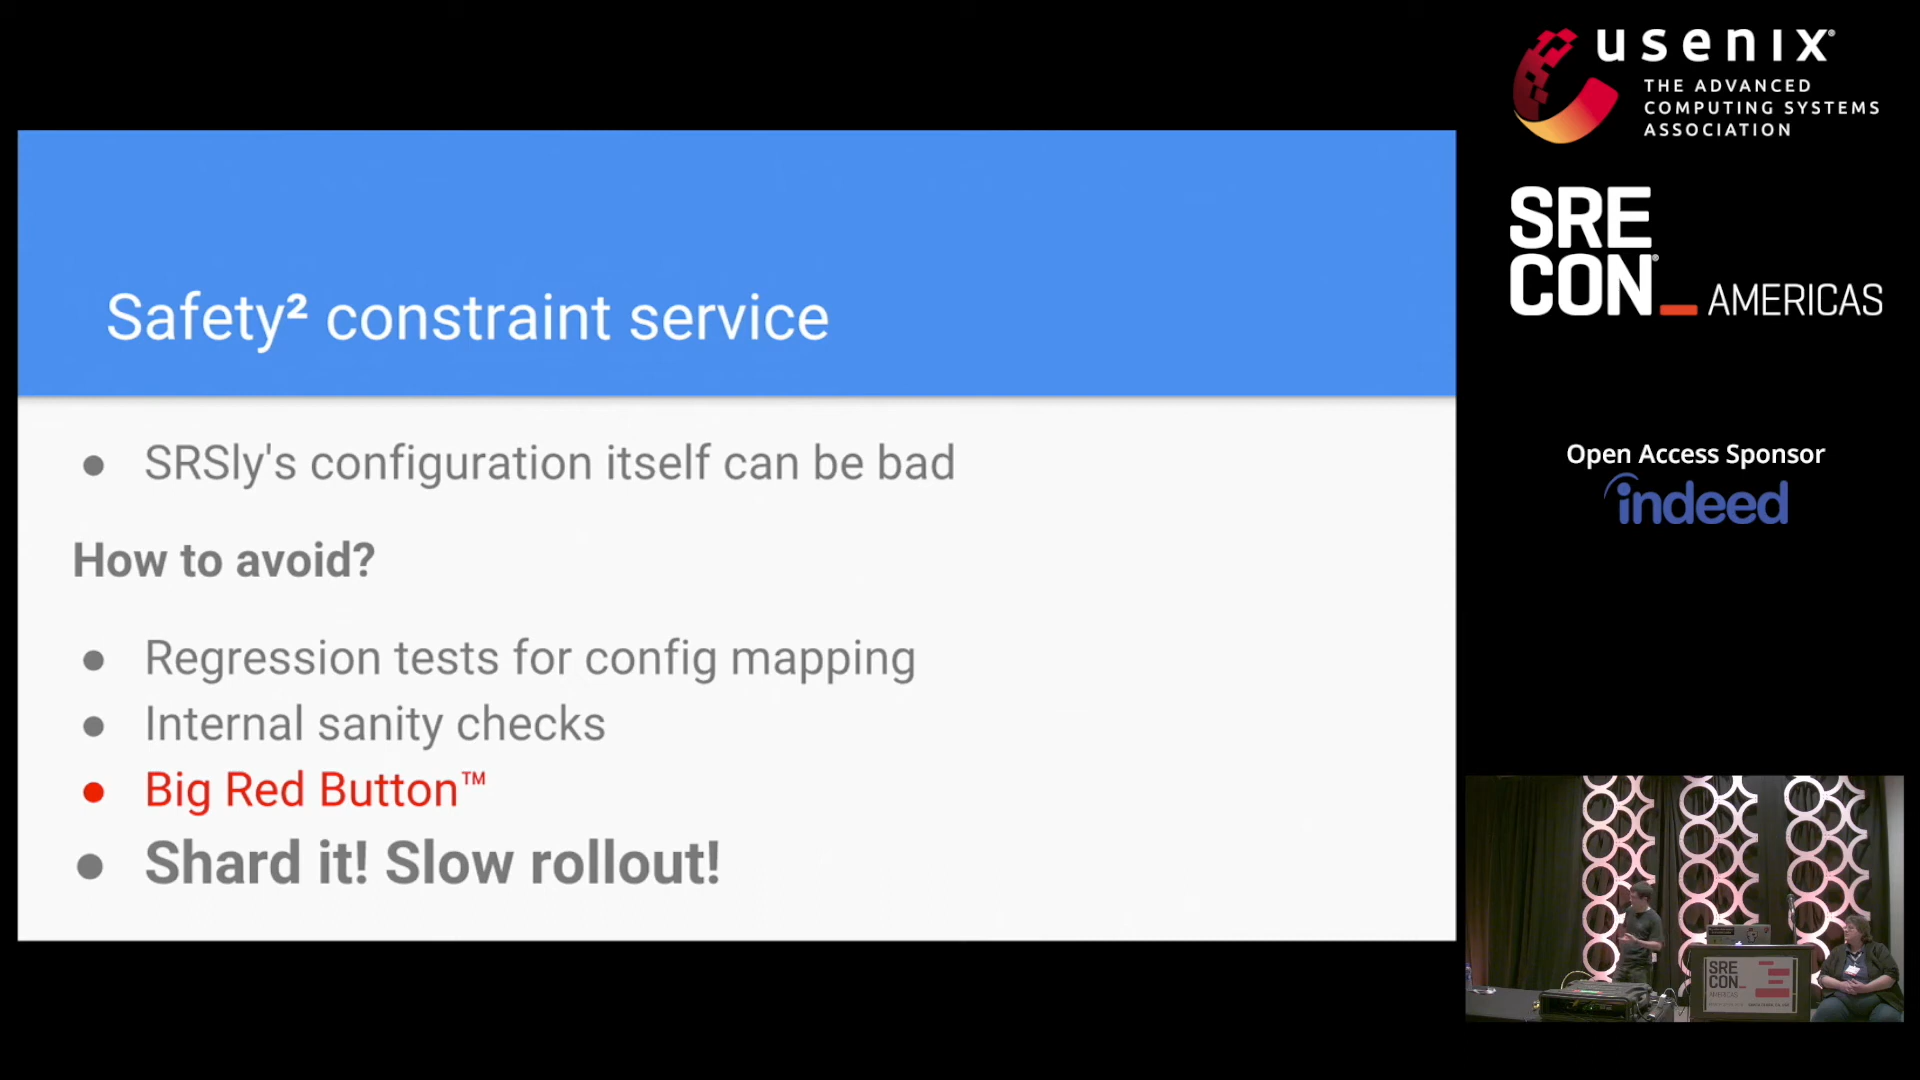 Safety² constraint service
● SRSly's configuration itself can be bad
How to avoid?
● Regression tests for config mapping
● Internal sanity checks
● Big Red Button™
● Shard it! Slow rollout!
usenix®
THE ADVANCED
COMPUTING SYSTEMS
ASSOCIATION
SRE
CON®_ AMERICAS
Open Access Sponsor
indeed
SRE
CON_
AMERICAS